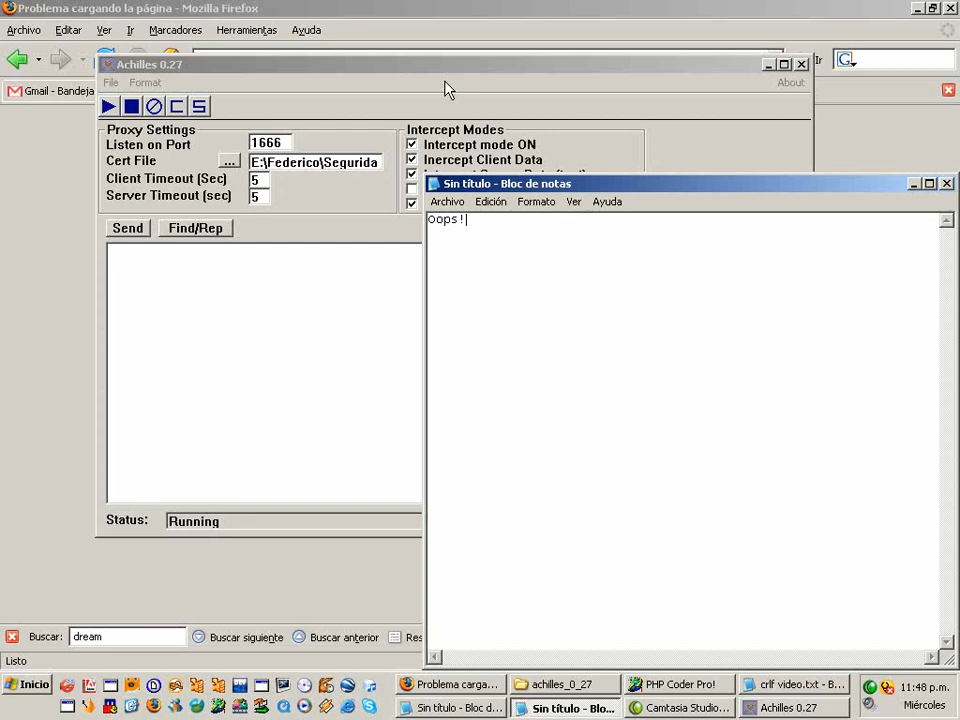 Problema cargando la página - Mozilla Firefox
Archivo Editar Ver Ir Marcadores Herramientas Ayuda
Ir
Gmail - Bandeja
Achilles 0.27
File Format About
Proxy Settings
Listen on Port 1666
Cert File ... E:\Federico\Segurida
Client Timeout (Sec) 5
Server Timeout (sec) 5
Intercept Modes
Intercept mode ON
Inercept Client Data
Send Find/Rep
Status: Running
Sin título - Bloc de notas
Archivo Edición Formato Ver Ayuda
Oops!
Buscar: dream Buscar siguiente Buscar anterior Res
Listo
Inicio
Problema carga...
achilles_0_27
PHP Coder Pro!
crlf video.txt - B...
11:48 p.m.
Sin título - Bloc d...
Sin título - Blo...
Camtasia Studio...
Achilles 0.27
Miércoles